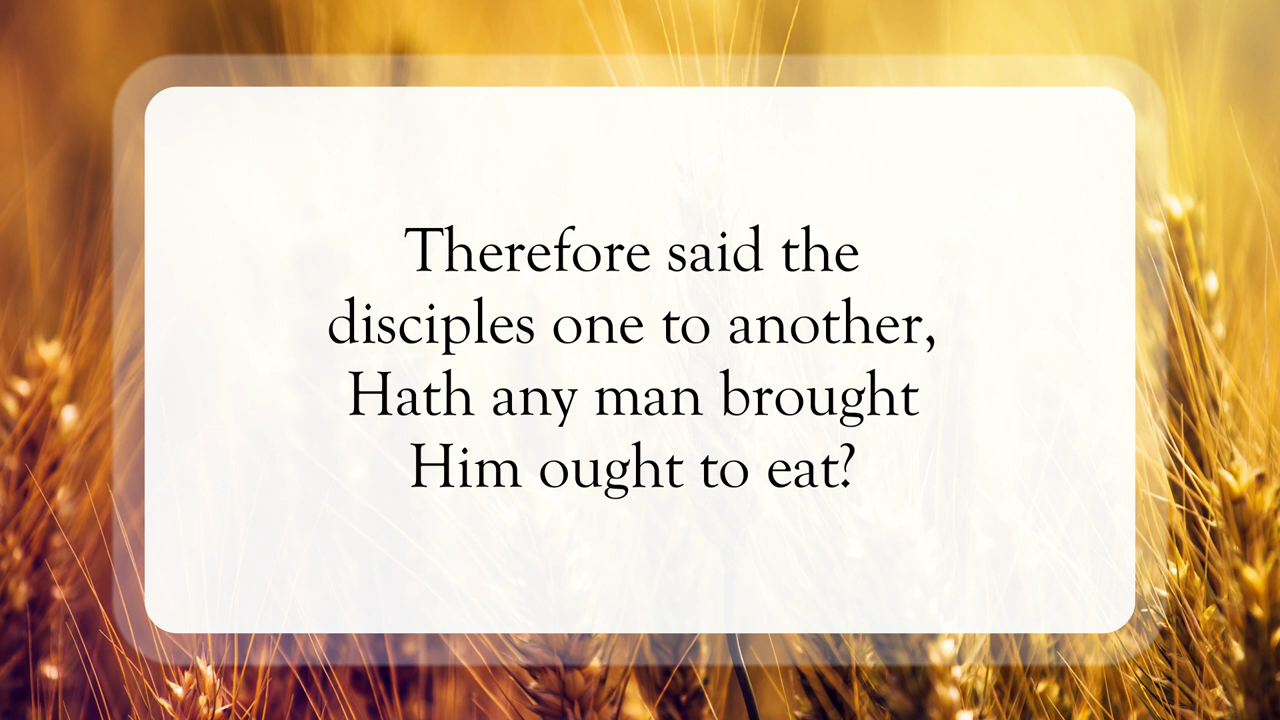 Therefore said the
disciples one to another,
Hath any man brought
Him ought to eat?